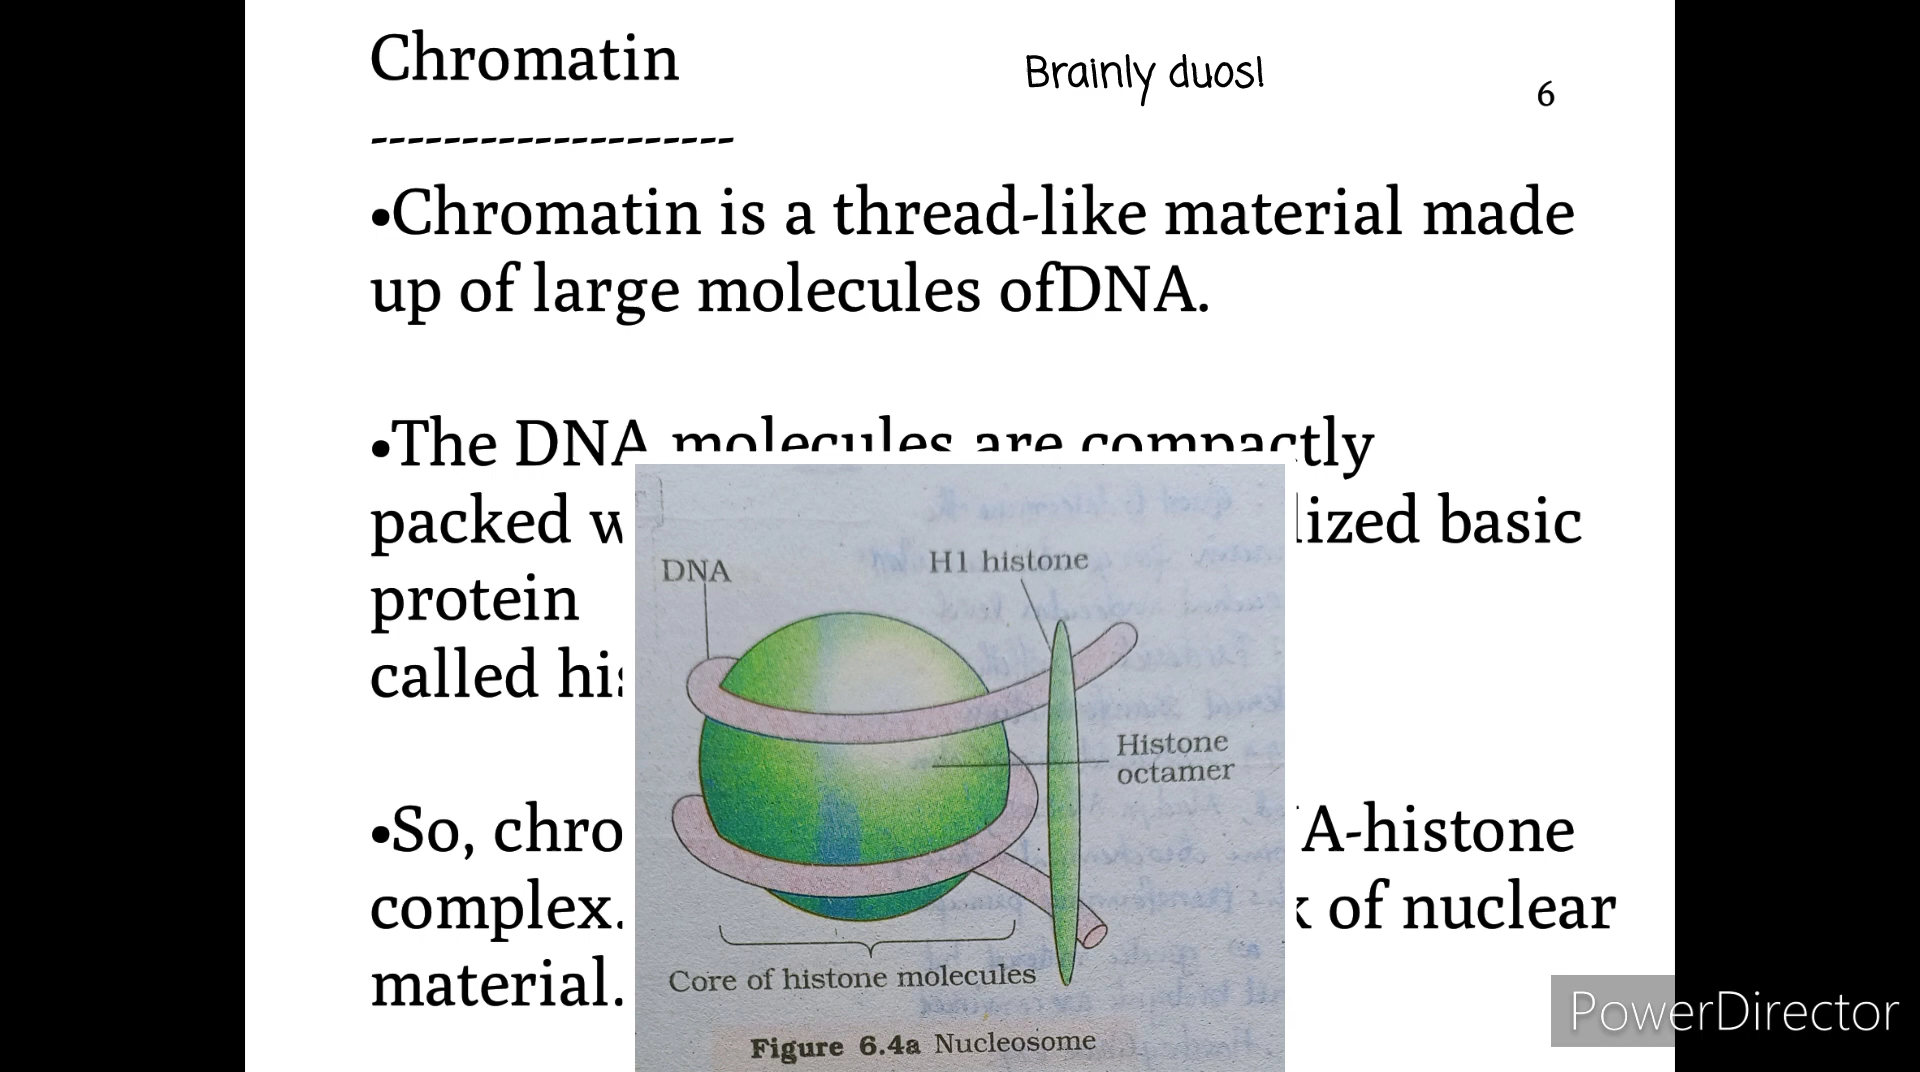 Chromatin
Brainly duos!
6
--------------------
•Chromatin is a thread-like material made
up of large molecules ofDNA.
•The DNA molecules are compactly
packed lized basic
protein
called
•So, A-histone
complex. of nuclear
material.
DNA
H1 histone
Histone
octamer
Core of histone molecules
Figure 6.4a Nucleosome
PowerDirector